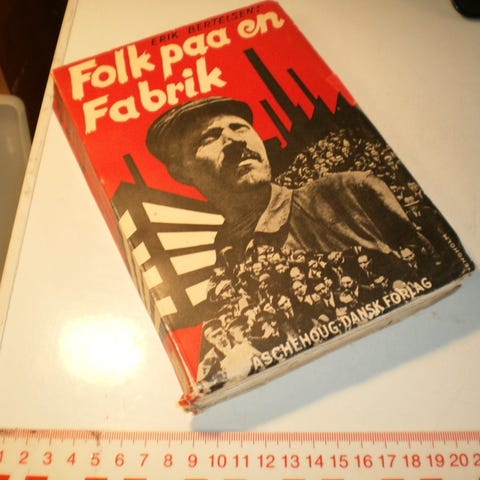 ERIK BERTELSEN:
Folk paa en
Fabrik
ASCHEHOUG · DANSK FORLAG
1 2 3 4 5 6 7 8 9 10 11 12 13 14 15 16 17 18 19 20 2